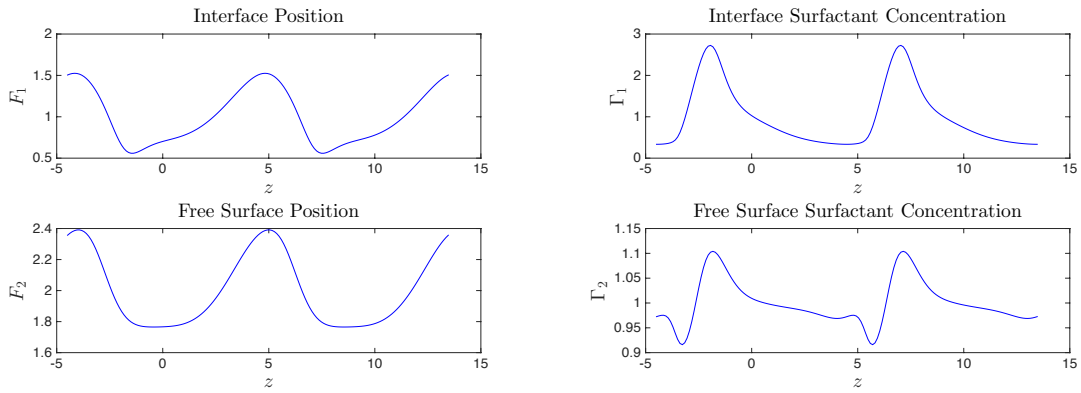 Interface Position
2
1.5
1
0.5
F₁
-5 0 5 10 15
z
Interface Surfactant Concentration
3
2
1
0
Γ₁
-5 0 5 10 15
z
Free Surface Position
2.4
2.2
2
1.8
1.6
F₂
-5 0 5 10 15
z
Free Surface Surfactant Concentration
1.15
1.1
1.05
1
0.95
0.9
Γ₂
-5 0 5 10 15
z